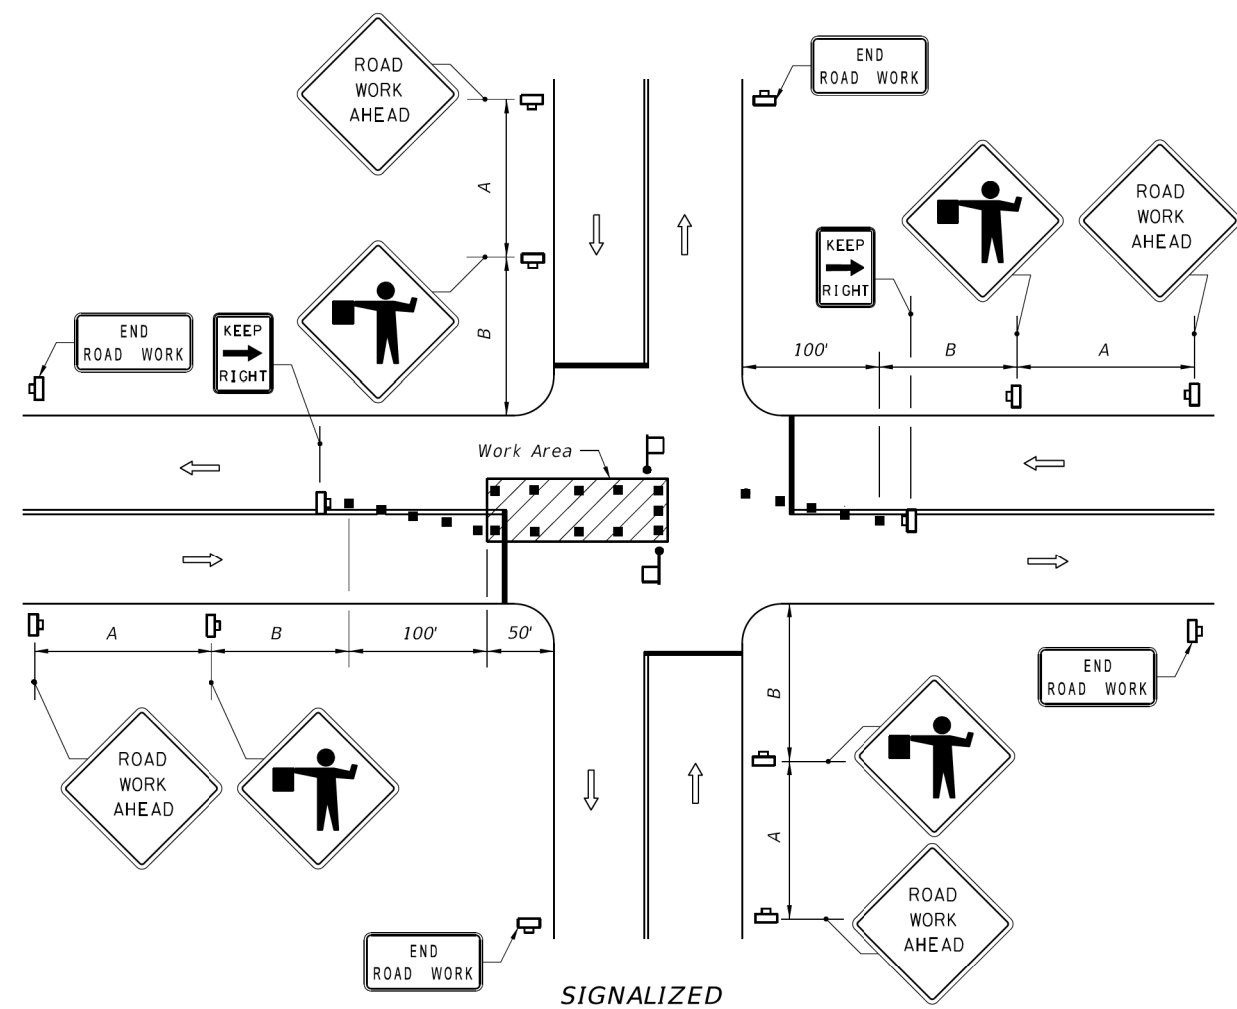 ROAD
WORK
AHEAD
END
ROAD WORK
A
KEEP
RIGHT
ROAD
WORK
AHEAD
END
ROAD WORK
KEEP
RIGHT
B
100'
B
A
Work Area
A
B
100'
50'
END
ROAD WORK
B
ROAD
WORK
AHEAD
A
ROAD
WORK
AHEAD
END
ROAD WORK
SIGNALIZED